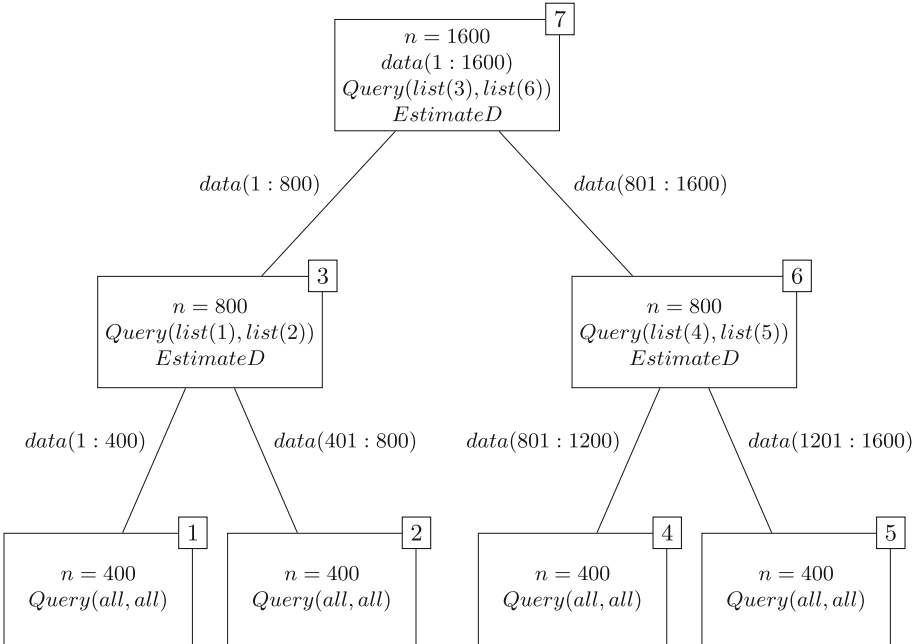 7
n = 1600
data(1 : 1600)
Query(list(3), list(6))
EstimateD
data(1 : 800)
data(801 : 1600)
3
n = 800
Query(list(1), list(2))
EstimateD
6
n = 800
Query(list(4), list(5))
EstimateD
data(1 : 400)
data(401 : 800)
data(801 : 1200)
data(1201 : 1600)
1
n = 400
Query(all, all)
2
n = 400
Query(all, all)
4
n = 400
Query(all, all)
5
n = 400
Query(all, all)